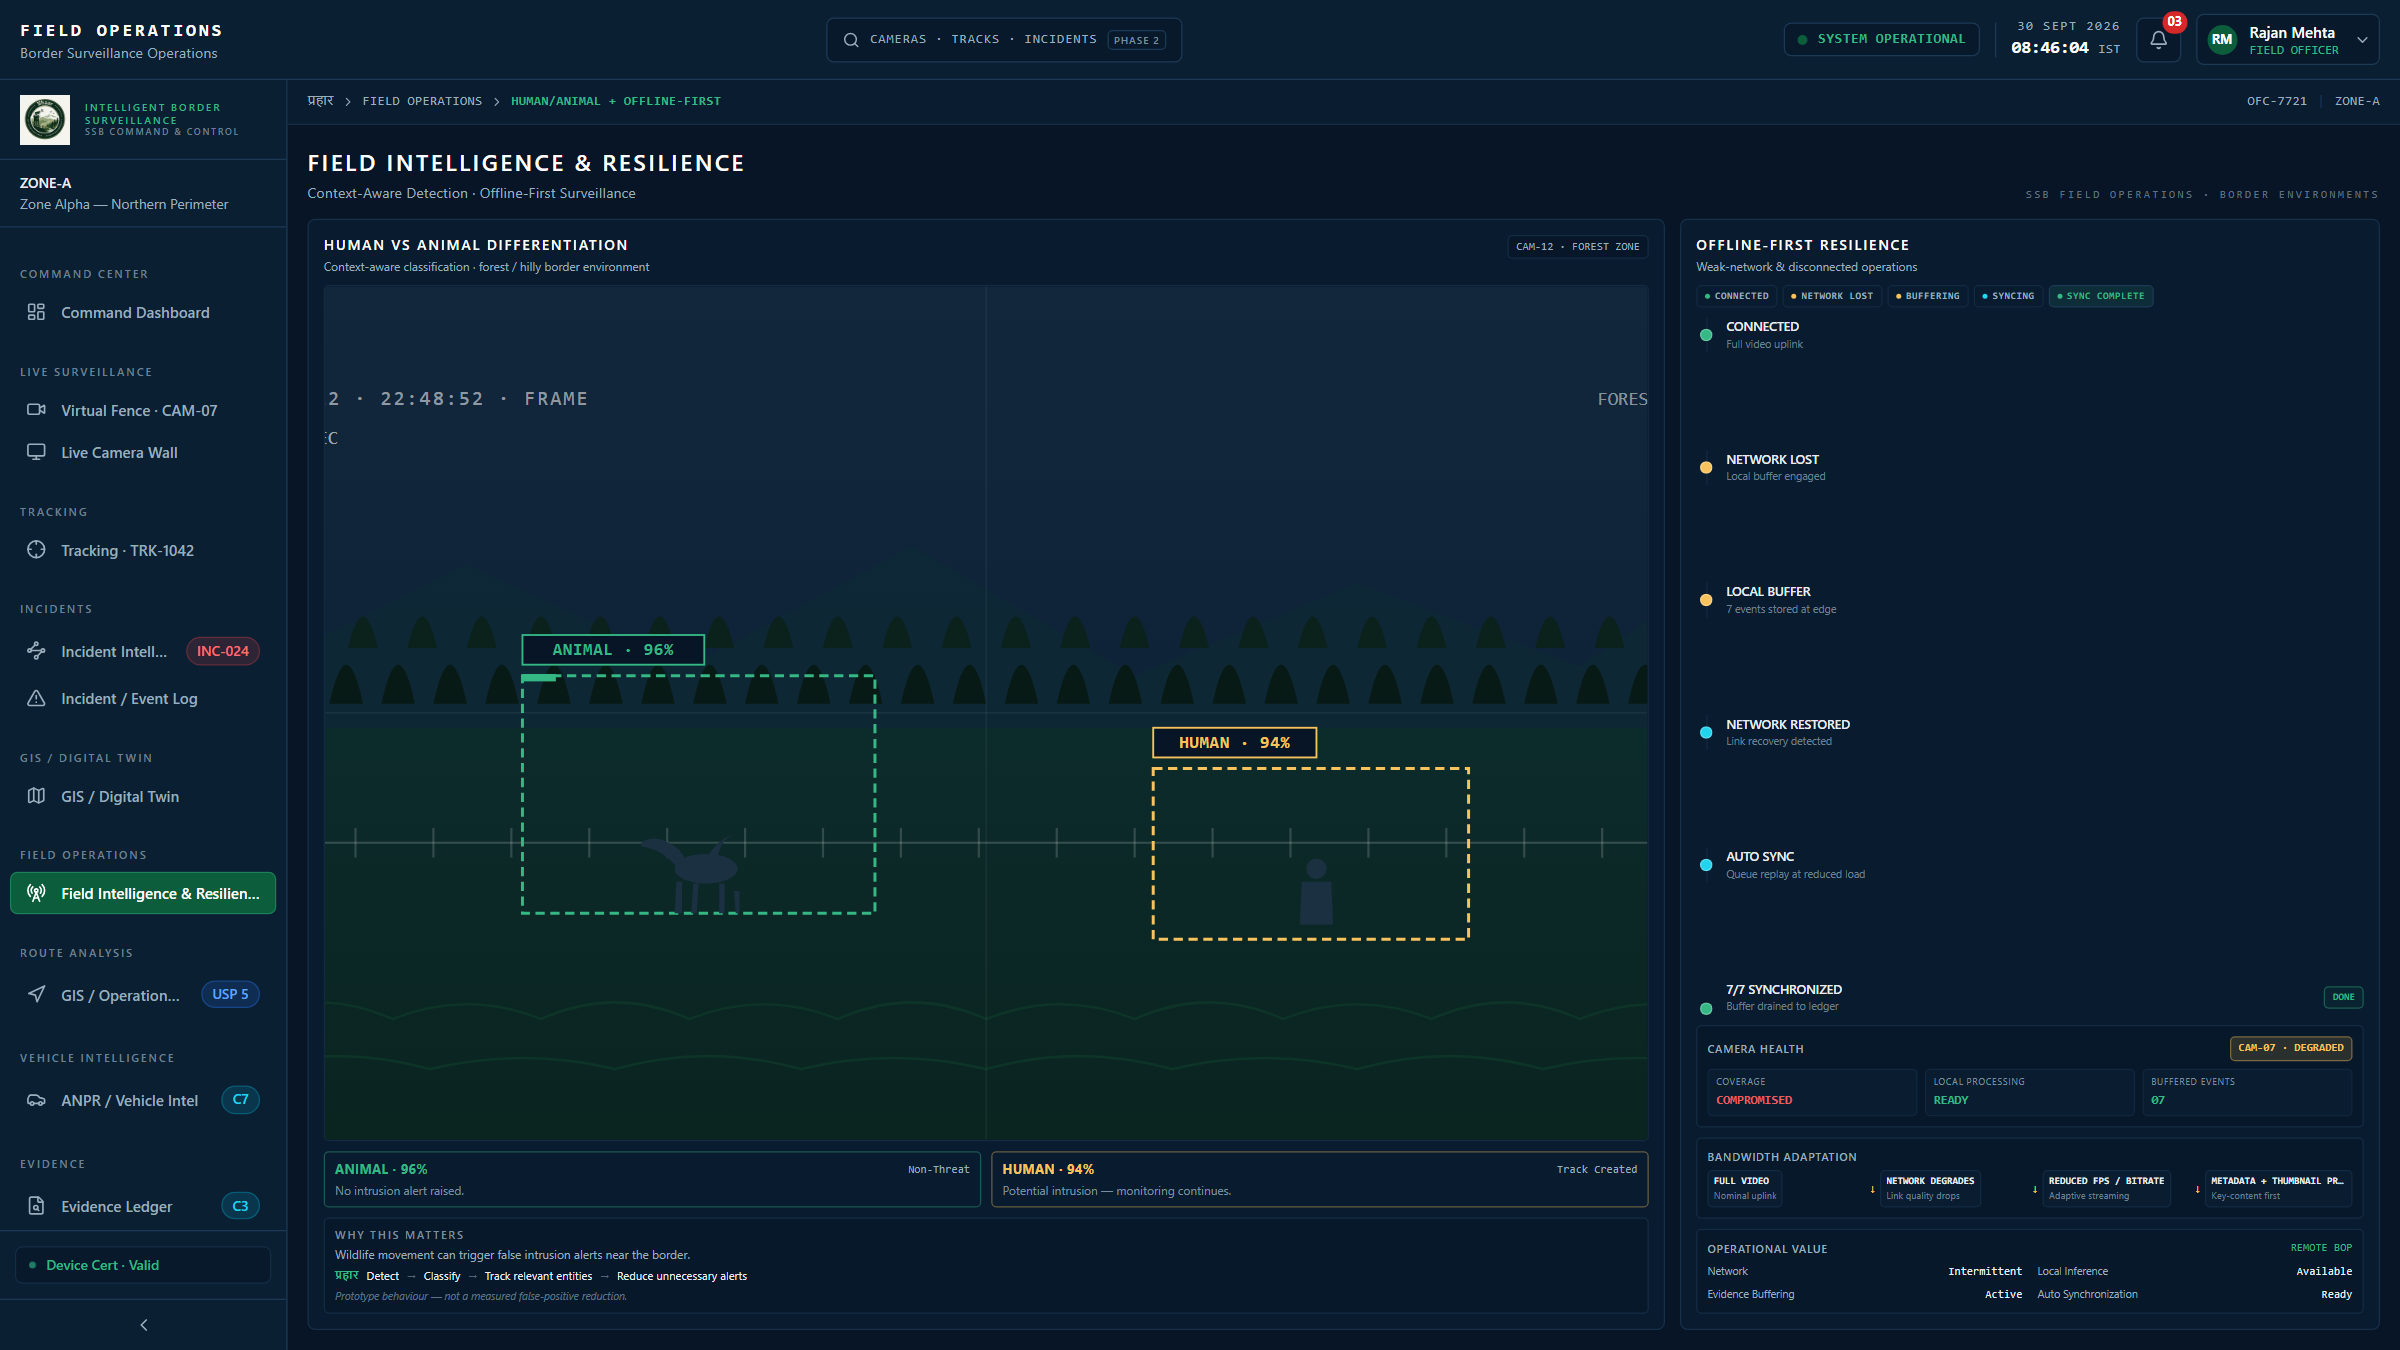 FIELD OPERATIONS
Border Surveillance Operations
CAMERAS · TRACKS · INCIDENTS PHASE 2
SYSTEM OPERATIONAL
30 SEPT 2026
08:46:04 IST
03
RM
Rajan Mehta
FIELD OFFICER
INTELLIGENT BORDER
SURVEILLANCE
SSB COMMAND & CONTROL
ZONE-A
Zone Alpha — Northern Perimeter
COMMAND CENTER
Command Dashboard
LIVE SURVEILLANCE
Virtual Fence · CAM-07
Live Camera Wall
TRACKING
Tracking · TRK-1042
INCIDENTS
Incident Intell... INC-024
Incident / Event Log
GIS / DIGITAL TWIN
GIS / Digital Twin
FIELD OPERATIONS
Field Intelligence & Resilien...
ROUTE ANALYSIS
GIS / Operation... USP 5
VEHICLE INTELLIGENCE
ANPR / Vehicle Intel C7
EVIDENCE
Evidence Ledger C3
Device Cert · Valid
प्रहार > FIELD OPERATIONS > HUMAN/ANIMAL + OFFLINE-FIRST
OFC-7721 ZONE-A
FIELD INTELLIGENCE & RESILIENCE
Context-Aware Detection · Offline-First Surveillance
SSB FIELD OPERATIONS · BORDER ENVIRONMENTS
HUMAN VS ANIMAL DIFFERENTIATION
Context-aware classification · forest / hilly border environment
CAM-12 · FOREST ZONE
2 · 22:48:52 · FRAME
FORES
EC
ANIMAL · 96%
HUMAN · 94%
ANIMAL · 96% Non-Threat
No intrusion alert raised.
HUMAN · 94% Track Created
Potential intrusion — monitoring continues.
WHY THIS MATTERS
Wildlife movement can trigger false intrusion alerts near the border.
प्रहार Detect → Classify → Track relevant entities → Reduce unnecessary alerts
Prototype behaviour — not a measured false-positive reduction.
OFFLINE-FIRST RESILIENCE
Weak-network & disconnected operations
CONNECTED NETWORK LOST BUFFERING SYNCING SYNC COMPLETE
CONNECTED
Full video uplink
NETWORK LOST
Local buffer engaged
LOCAL BUFFER
7 events stored at edge
NETWORK RESTORED
Link recovery detected
AUTO SYNC
Queue replay at reduced load
7/7 SYNCHRONIZED
Buffer drained to ledger
DONE
CAMERA HEALTH
CAM-07 · DEGRADED
COVERAGE
COMPROMISED
LOCAL PROCESSING
READY
BUFFERED EVENTS
07
BANDWIDTH ADAPTATION
FULL VIDEO
Nominal uplink
↓ NETWORK DEGRADES
Link quality drops
↓ REDUCED FPS / BITRATE
Adaptive streaming
↓ METADATA + THUMBNAIL PR…
Key-content first
OPERATIONAL VALUE
REMOTE BOP
Network Intermittent
Local Inference Available
Evidence Buffering Active
Auto Synchronization Ready